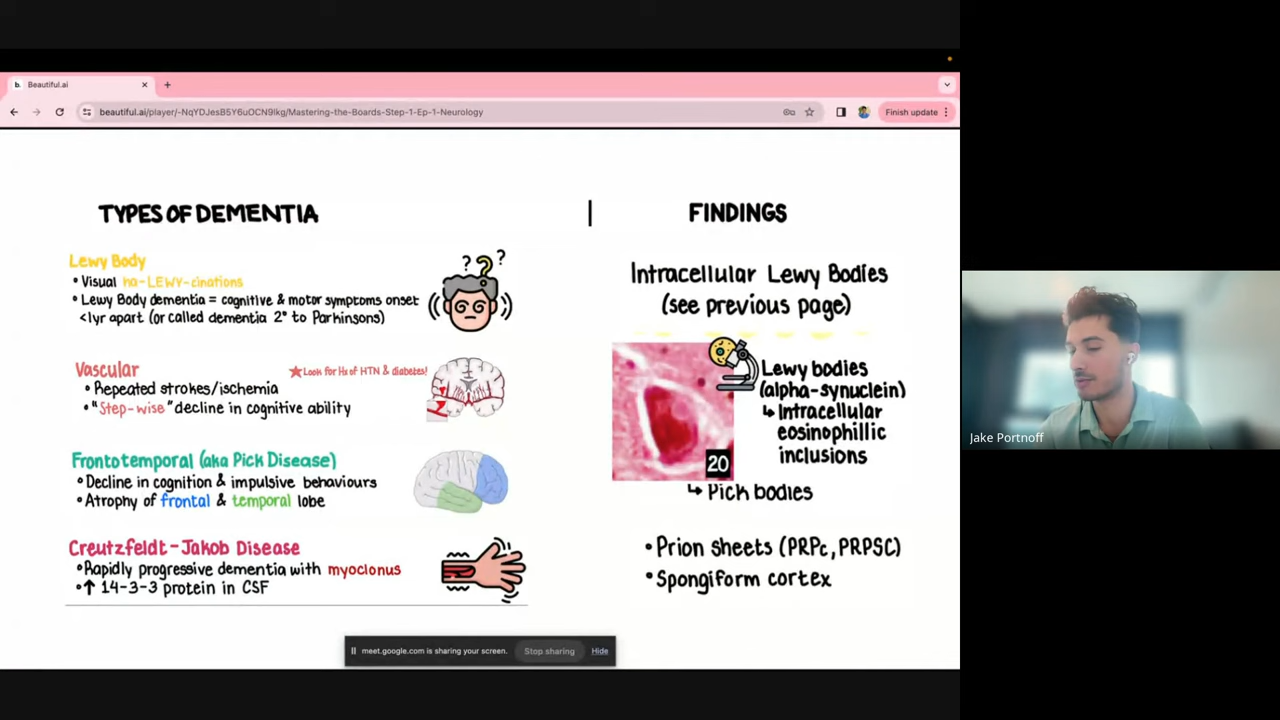 Beautiful.ai
beautiful.ai/player/-NqYDJesB5Y6uOCN9lkg/Mastering-the-Boards-Step-1-Ep-1-Neurology
Finish update
TYPES OF DEMENTIA
Lewy Body
• Visual ha-LEWY-cinations
• Lewy Body dementia = cognitive & motor symptoms onset
<1yr apart (or called dementia 2° to Parkinsons)
? ? ?
Vascular
★Look for Hx of HTN & diabetes!
• Repeated strokes/ischemia
• "Step-wise" decline in cognitive ability
Frontotemporal (aka Pick Disease)
• Decline in cognition & impulsive behaviours
• Atrophy of frontal & temporal lobe
Creutzfeldt-Jakob Disease
• Rapidly progressive dementia with myoclonus
• ↑ 14-3-3 protein in CSF
FINDINGS
Intracellular Lewy Bodies
(see previous page)
Lewy bodies
(alpha-synuclein)
↳ Intracellular
eosinophillic
inclusions
20
↳ Pick bodies
• Prion sheets (PRPc, PRPSC)
• Spongiform cortex
meet.google.com is sharing your screen.
Stop sharing
Hide
Jake Portnoff